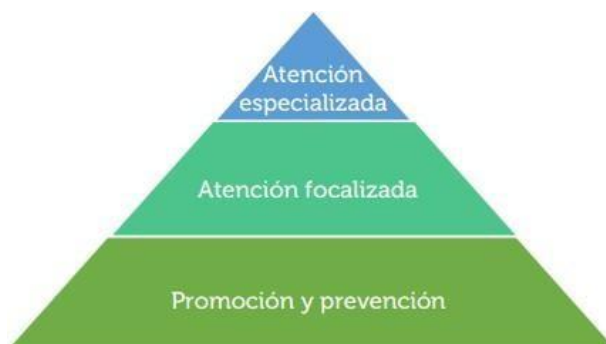 Atención
especializada
Atención focalizada
Promoción y prevención